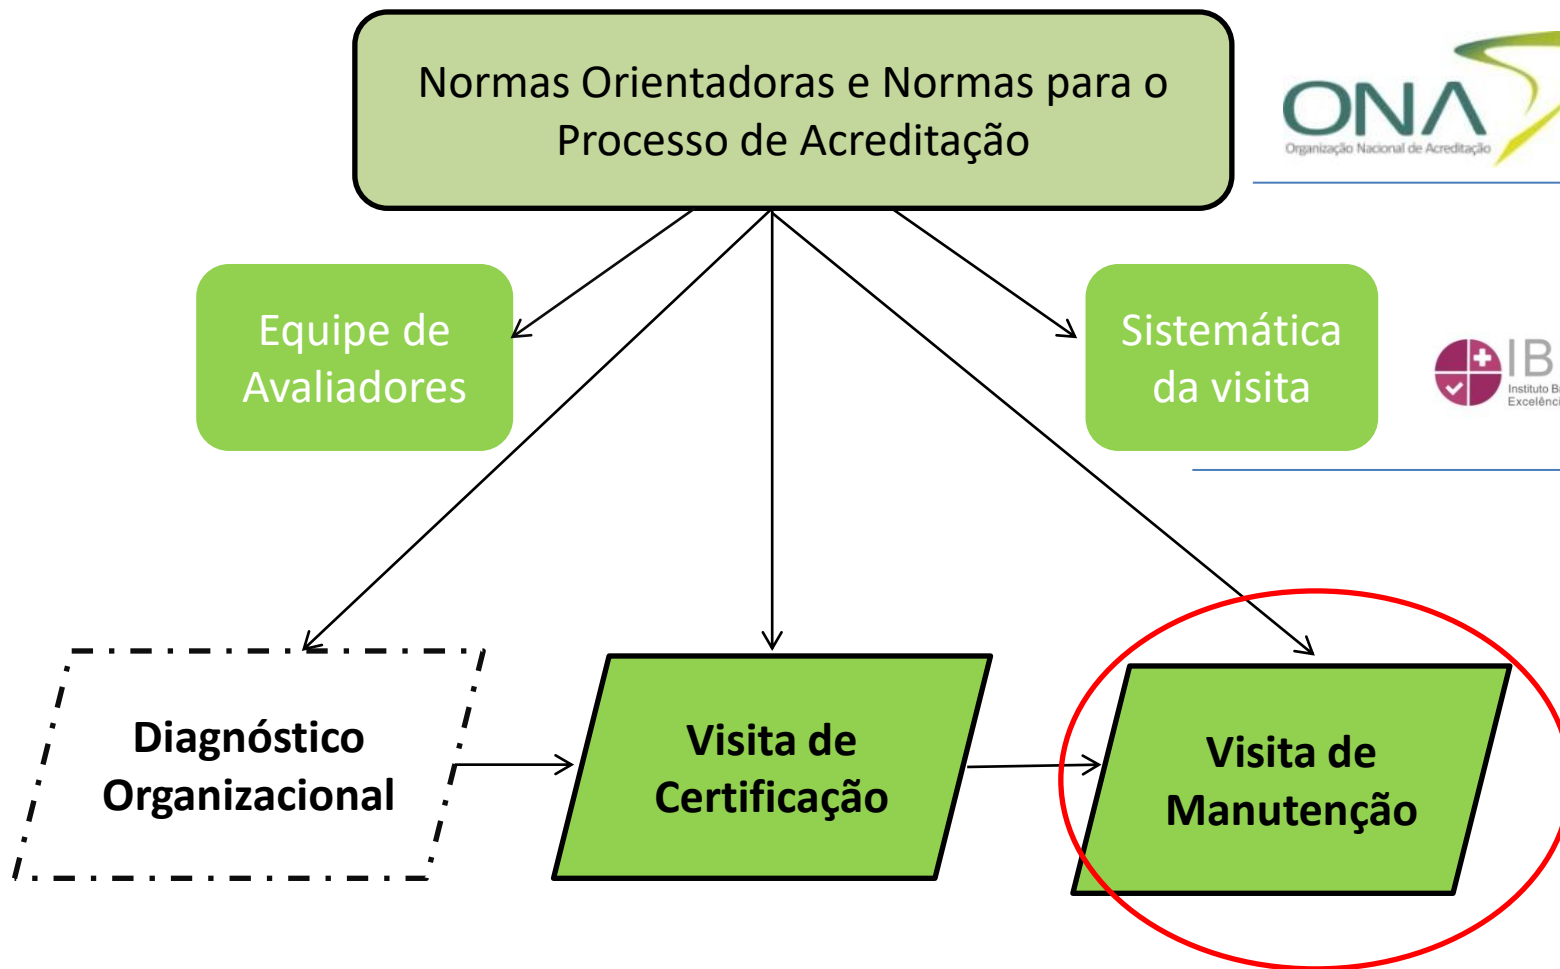 Normas Orientadoras e Normas para o
Processo de Acreditação
ONA
Organização Nacional de Acreditação
Equipe de
Avaliadores
Sistemática
da visita
IB
Instituto
Diagnóstico
Organizacional
Visita de
Certificação
Visita de
Manutenção